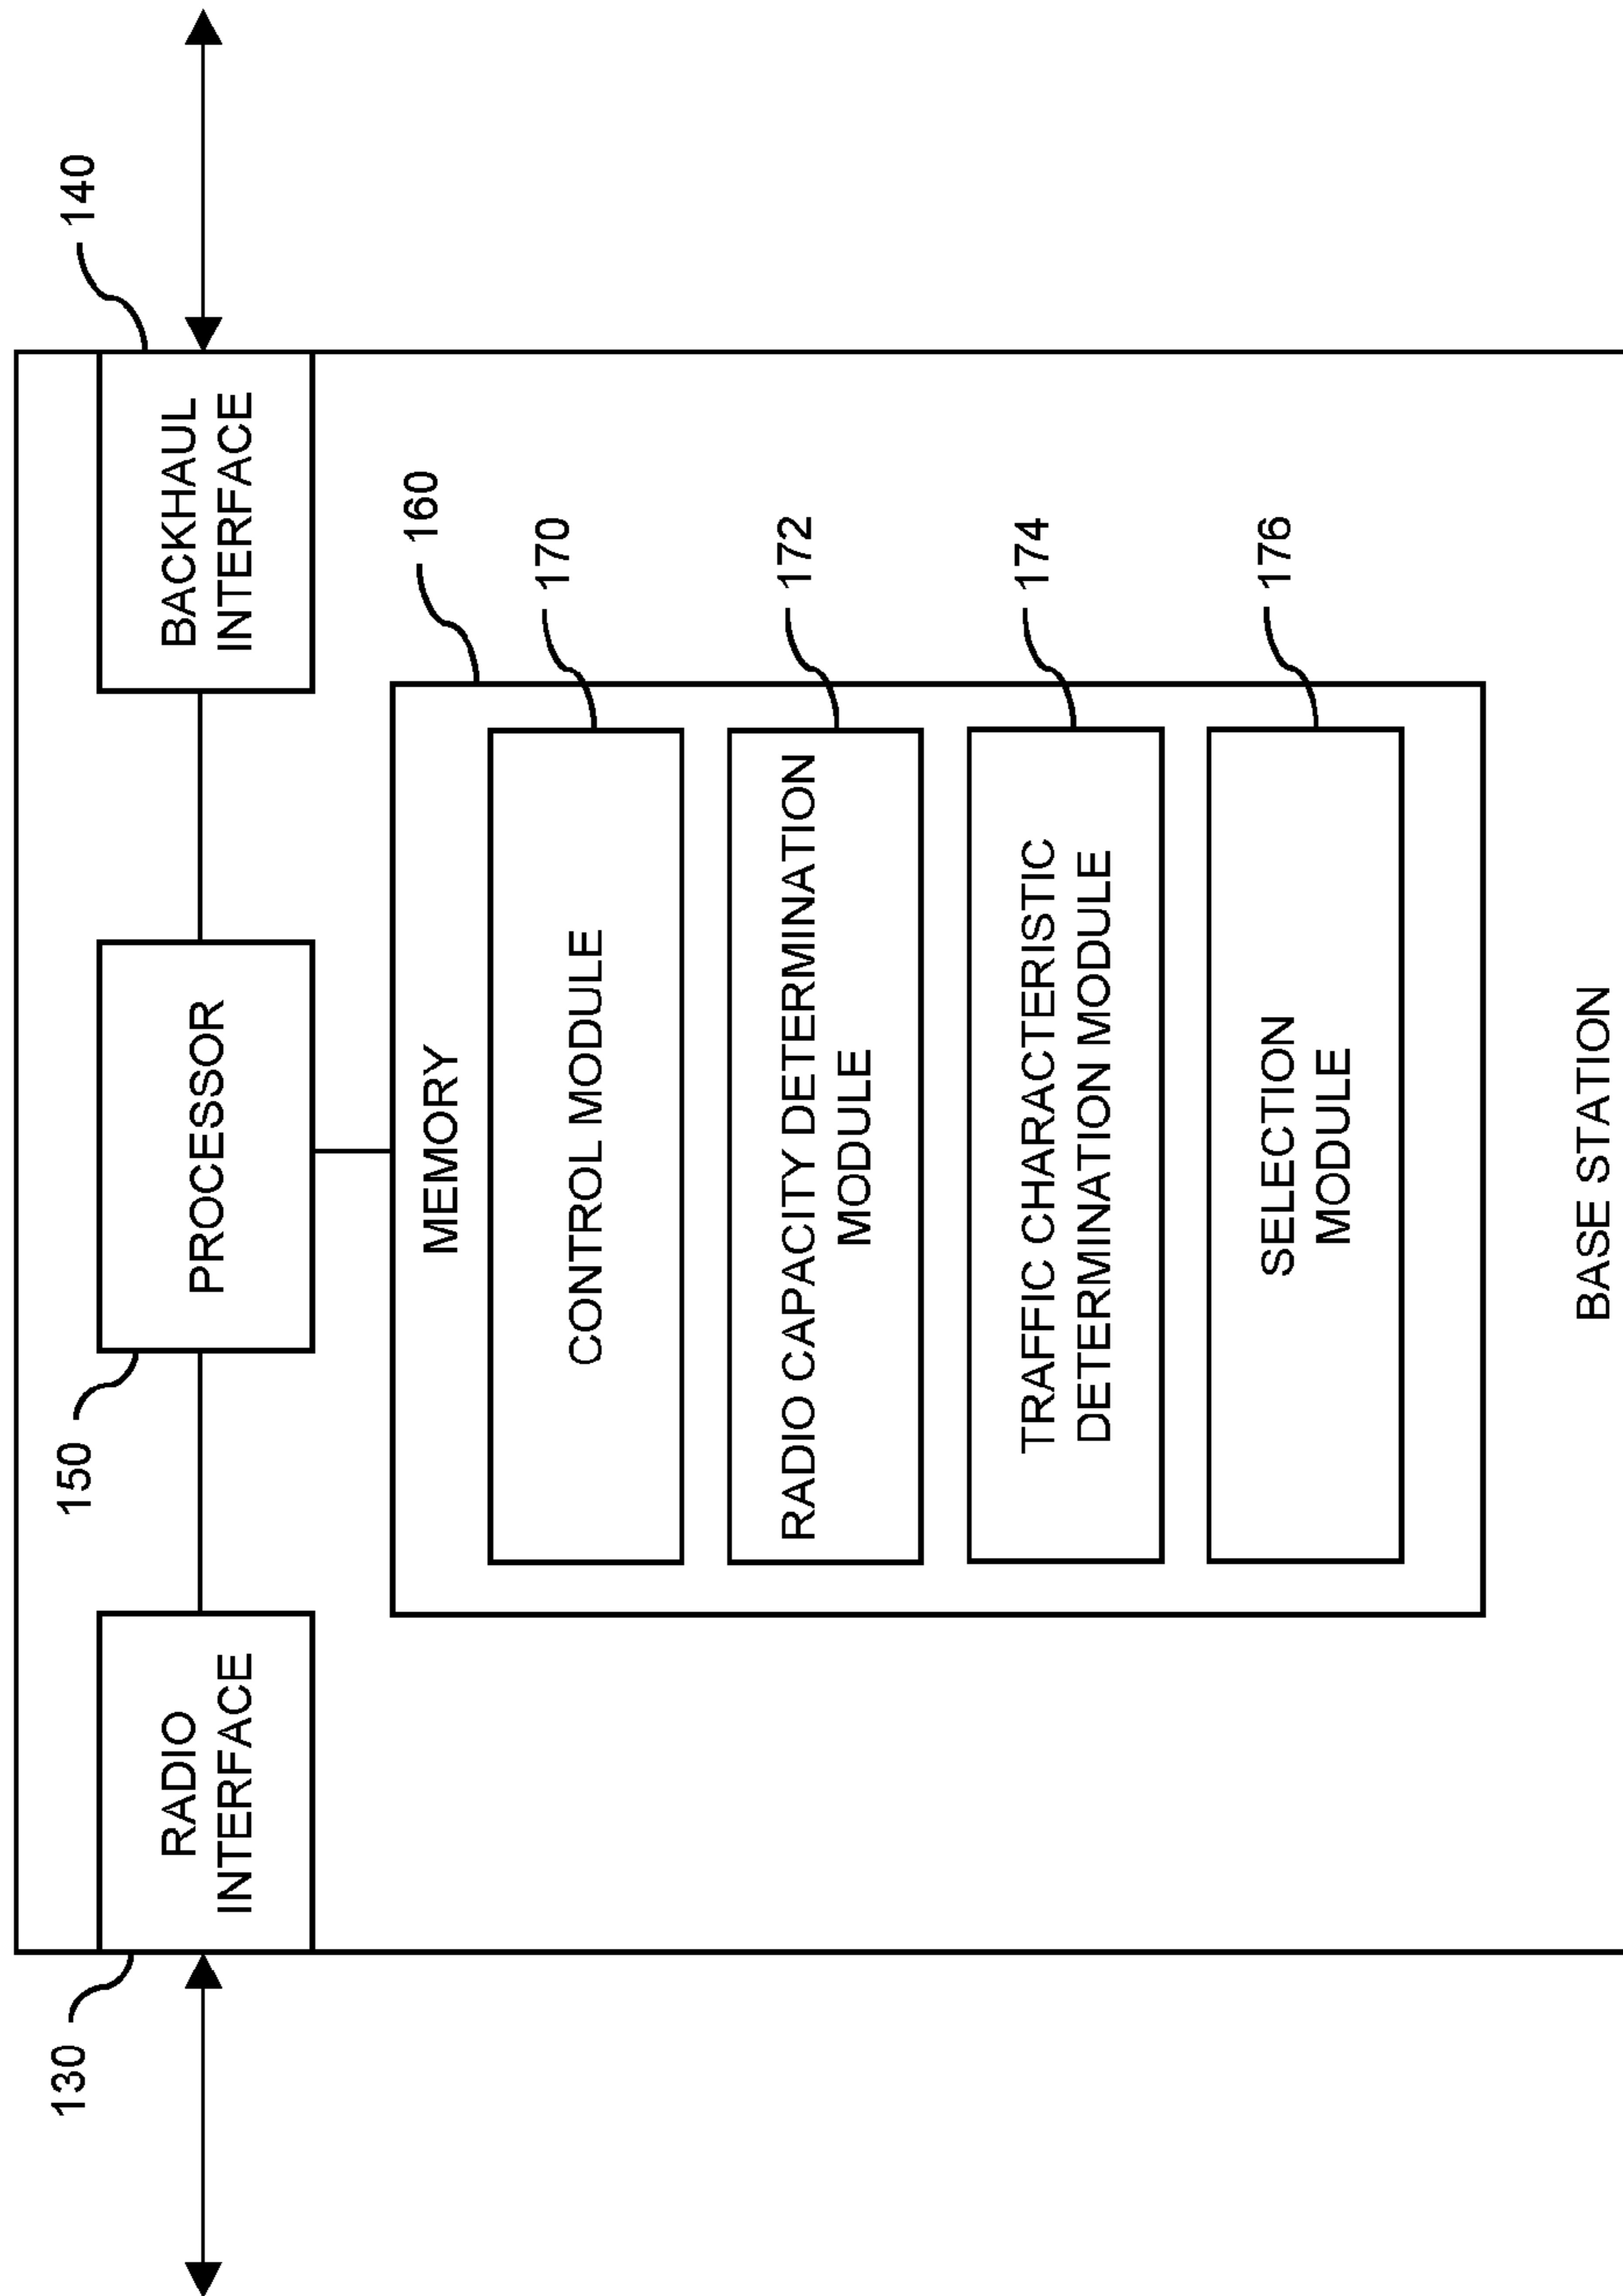 130
150
140
RADIO
INTERFACE
PROCESSOR
BACKHAUL
INTERFACE
160
MEMORY
170
CONTROL MODULE
172
RADIO CAPACITY DETERMINATION
MODULE
174
TRAFFIC CHARACTERISTIC
DETERMINATION MODULE
176
SELECTION
MODULE
BASE STATION